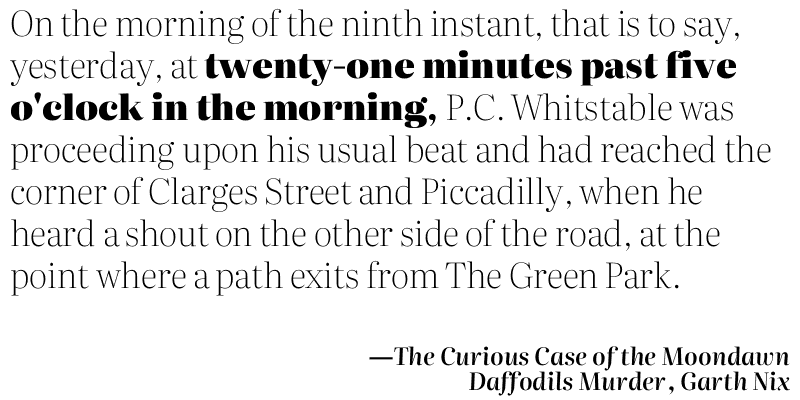 On the morning of the ninth instant, that is to say,
yesterday, at twenty-one minutes past five
o'clock in the morning, P.C. Whitstable was
proceeding upon his usual beat and had reached the
corner of Clarges Street and Piccadilly, when he
heard a shout on the other side of the road, at the
point where a path exits from The Green Park.
—The Curious Case of the Moondawn
Daffodils Murder, Garth Nix